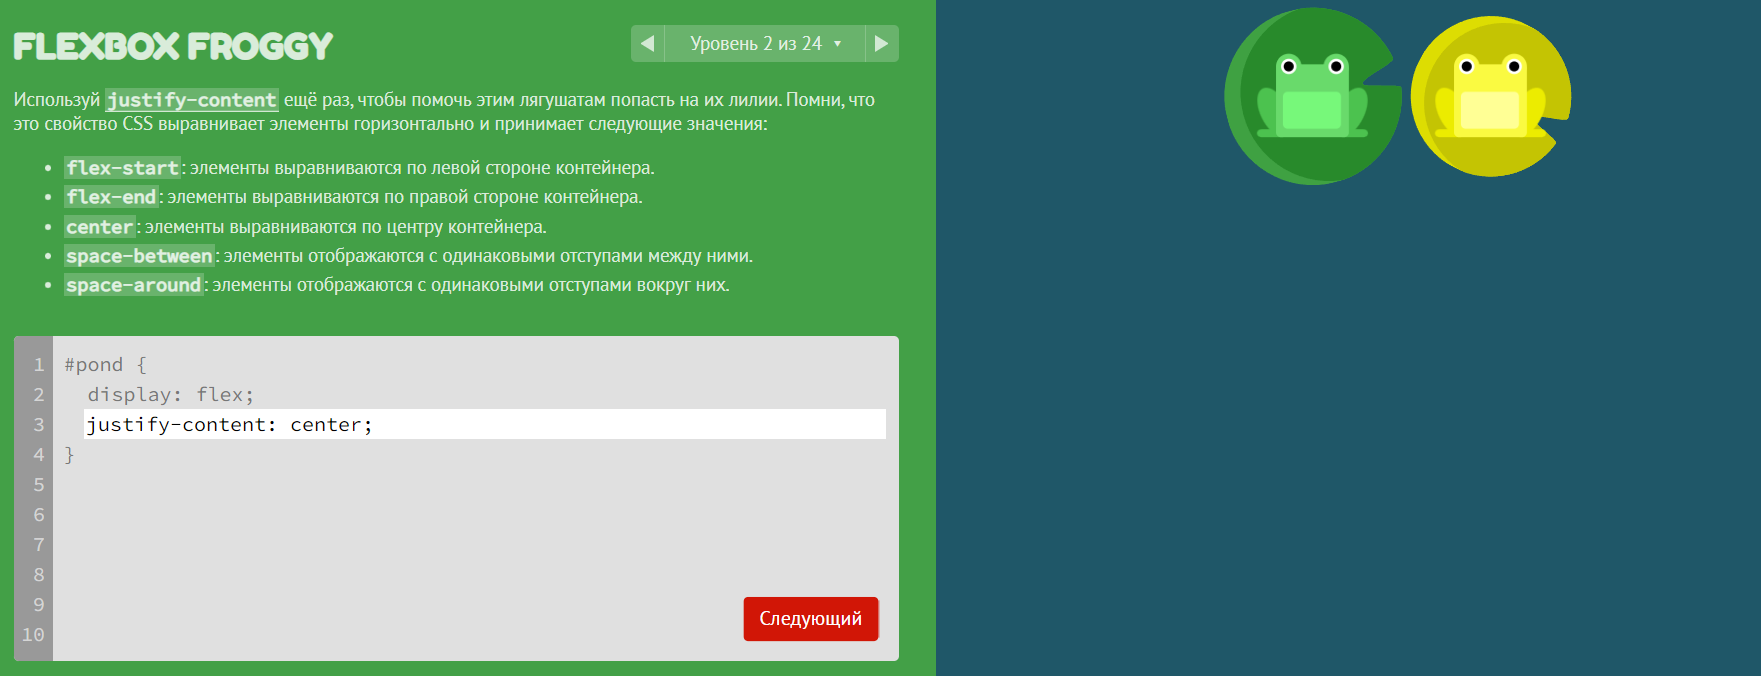 FLEXBOX FROGGY
Уровень 2 из 24
Используй justify-content ещё раз, чтобы помочь этим лягушатам попасть на их лилии. Помни, что
это свойство CSS выравнивает элементы горизонтально и принимает следующие значения:
flex-start: элементы выравниваются по левой стороне контейнера.
flex-end: элементы выравниваются по правой стороне контейнера.
center: элементы выравниваются по центру контейнера.
space-between: элементы отображаются с одинаковыми отступами между ними.
space-around: элементы отображаются с одинаковыми отступами вокруг них.
1 #pond {
2 display: flex;
3 justify-content: center;
4 }
5
6
7
8
9
10
Следующий